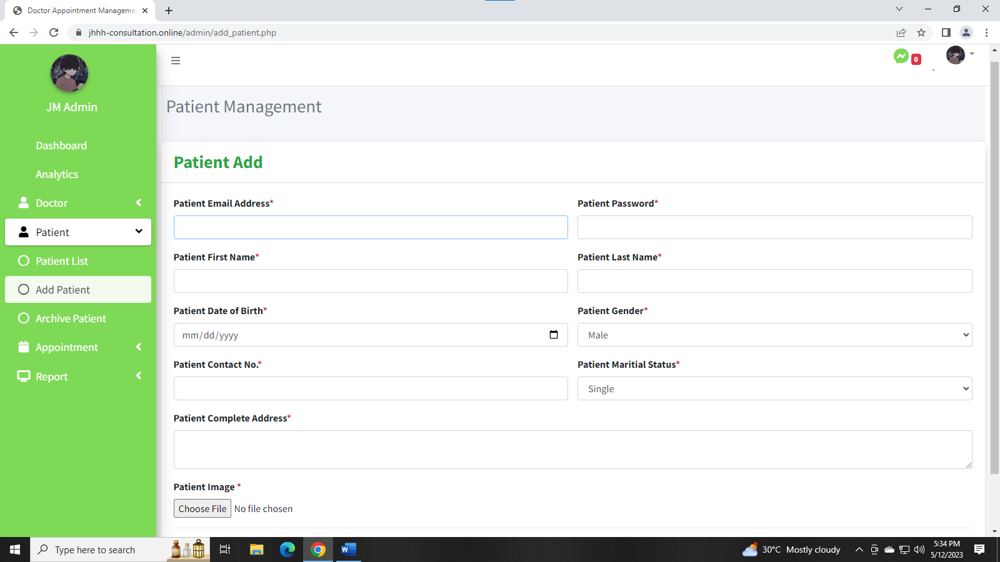 Doctor Appointment Manageme
jhhh-consultation.online/admin/add_patient.php
0
JM Admin
Dashboard
Analytics
Doctor
Patient
Patient List
Add Patient
Archive Patient
Appointment
Report
Patient Management
Patient Add
Patient Email Address*
Patient Password*
Patient First Name*
Patient Last Name*
Patient Date of Birth*
Patient Gender*
mm/dd/yyyy
Male
Patient Contact No.*
Patient Maritial Status*
Single
Patient Complete Address*
Patient Image *
Choose File No file chosen
Type here to search
W
30°C Mostly cloudy
5:34 PM
5/12/2023